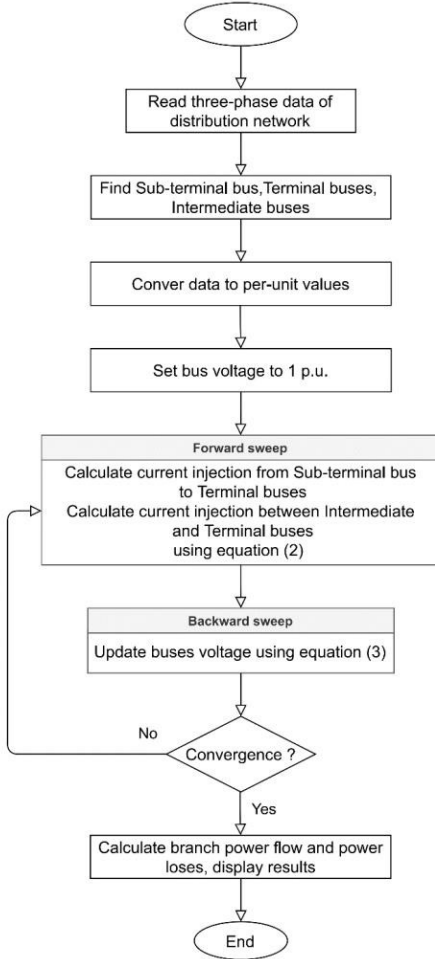 Start
Read three-phase data of
distribution network
Find Sub-terminal bus,Terminal buses,
Intermediate buses
Conver data to per-unit values
Set bus voltage to 1 p.u.
Forward sweep
Calculate current injection from Sub-terminal bus
to Terminal buses
Calculate current injection between Intermediate
and Terminal buses
using equation (2)
Backward sweep
Update buses voltage using equation (3)
No
Convergence ?
Yes
Calculate branch power flow and power
loses, display results
End